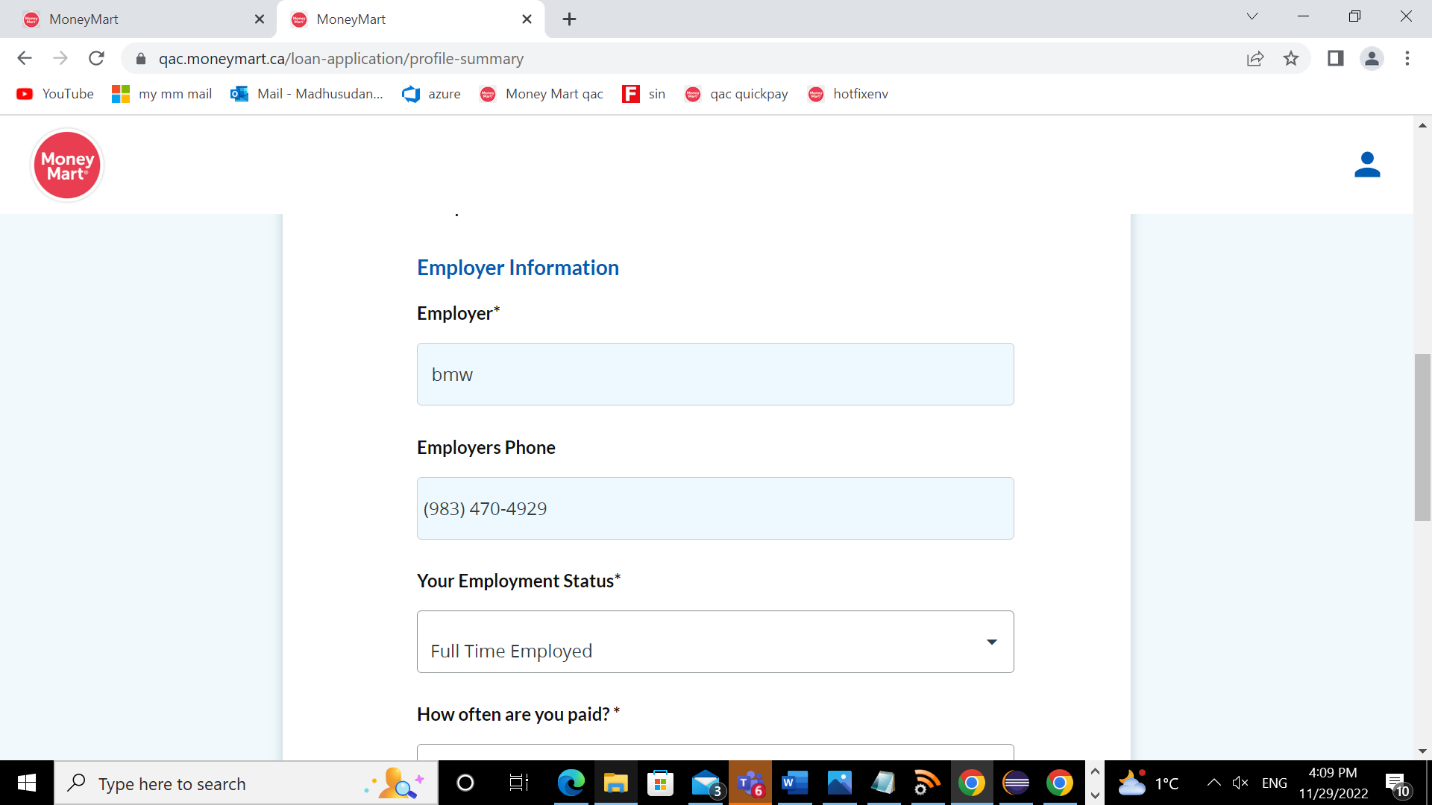 MoneyMart
MoneyMart
qac.moneymart.ca/loan-application/profile-summary
YouTube
my mm mail
Mail - Madhusudan...
azure
Money Mart qac
F sin
qac quickpay
hotfixenv
Money
Mart
Employer Information
Employer*
bmw
Employers Phone
(983) 470-4929
Your Employment Status*
Full Time Employed
How often are you paid? *
Type here to search
3
6
W
1°C
ENG
4:09 PM
11/29/2022
10